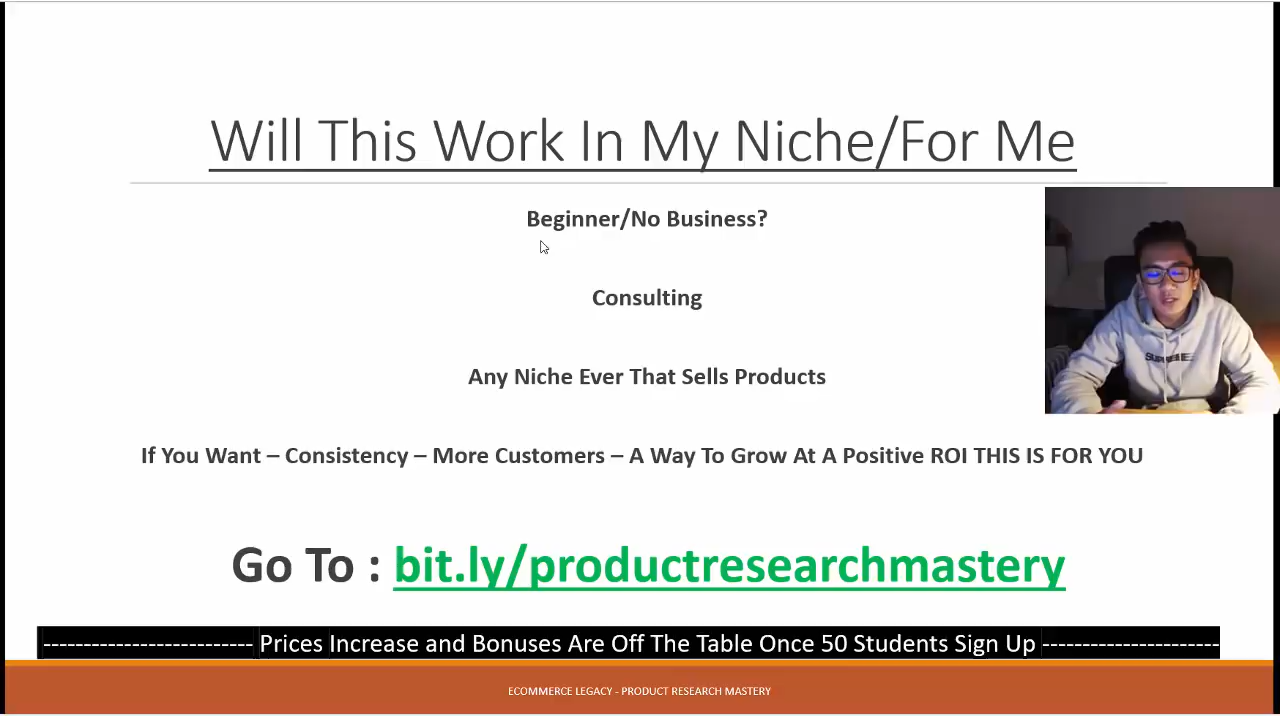 Will This Work In My Niche/For Me
Beginner/No Business?
Consulting
Any Niche Ever That Sells Products
If You Want – Consistency – More Customers – A Way To Grow At A Positive ROI THIS IS FOR YOU
Go To : bit.ly/productresearchmastery
-------------------------- Prices Increase and Bonuses Are Off The Table Once 50 Students Sign Up ----------------------
ECOMMERCE LEGACY - PRODUCT RESEARCH MASTERY